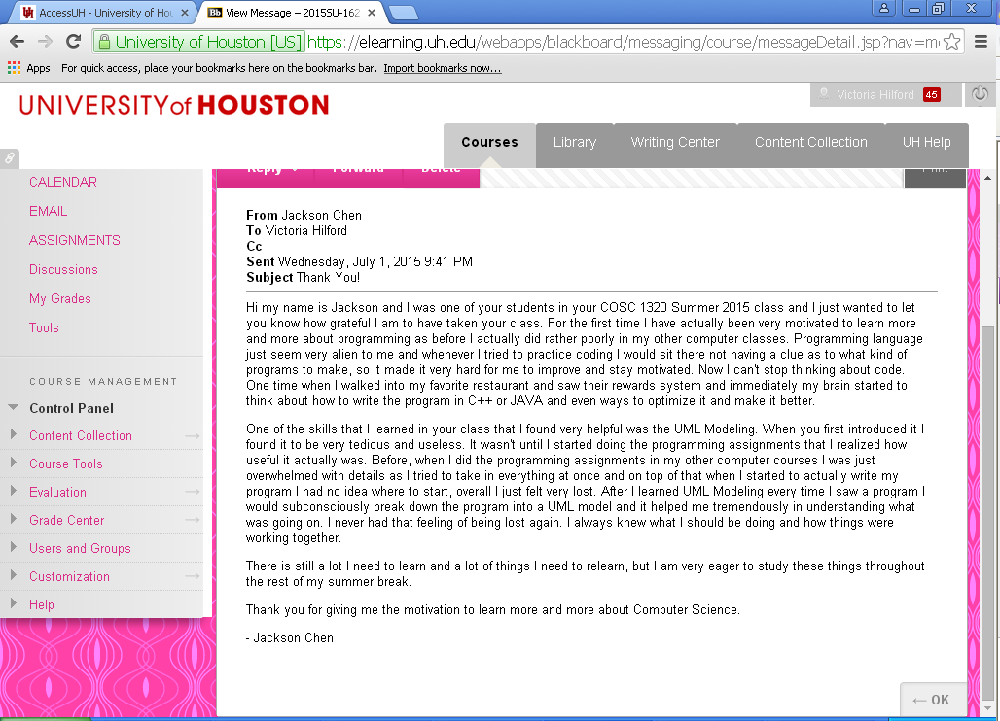 AccessUH - University of Hou
View Message – 2015SU-162
University of Houston [US] https://elearning.uh.edu/webapps/blackboard/messaging/course/messageDetail.jsp?nav=m
Apps For quick access, place your bookmarks here on the bookmarks bar. Import bookmarks now...
UNIVERSITY of HOUSTON
Victoria Hilford 45
Courses Library Writing Center Content Collection UH Help
CALENDAR
EMAIL
ASSIGNMENTS
Discussions
My Grades
Tools
COURSE MANAGEMENT
Control Panel
Content Collection
Course Tools
Evaluation
Grade Center
Users and Groups
Customization
Help
Reply Forward Delete Print
From Jackson Chen
To Victoria Hilford
Cc
Sent Wednesday, July 1, 2015 9:41 PM
Subject Thank You!
Hi my name is Jackson and I was one of your students in your COSC 1320 Summer 2015 class and I just wanted to let
you know how grateful I am to have taken your class. For the first time I have actually been very motivated to learn more
and more about programming as before I actually did rather poorly in my other computer classes. Programming language
just seem very alien to me and whenever I tried to practice coding I would sit there not having a clue as to what kind of
programs to make, so it made it very hard for me to improve and stay motivated. Now I can't stop thinking about code.
One time when I walked into my favorite restaurant and saw their rewards system and immediately my brain started to
think about how to write the program in C++ or JAVA and even ways to optimize it and make it better.
One of the skills that I learned in your class that I found very helpful was the UML Modeling. When you first introduced it I
found it to be very tedious and useless. It wasn't until I started doing the programming assignments that I realized how
useful it actually was. Before, when I did the programming assignments in my other computer courses I was just
overwhelmed with details as I tried to take in everything at once and on top of that when I started to actually write my
program I had no idea where to start, overall I just felt very lost. After I learned UML Modeling every time I saw a program I
would subconsciously break down the program into a UML model and it helped me tremendously in understanding what
was going on. I never had that feeling of being lost again. I always knew what I should be doing and how things were
working together.
There is still a lot I need to learn and a lot of things I need to relearn, but I am very eager to study these things throughout
the rest of my summer break.
Thank you for giving me the motivation to learn more and more about Computer Science.
- Jackson Chen
← OK